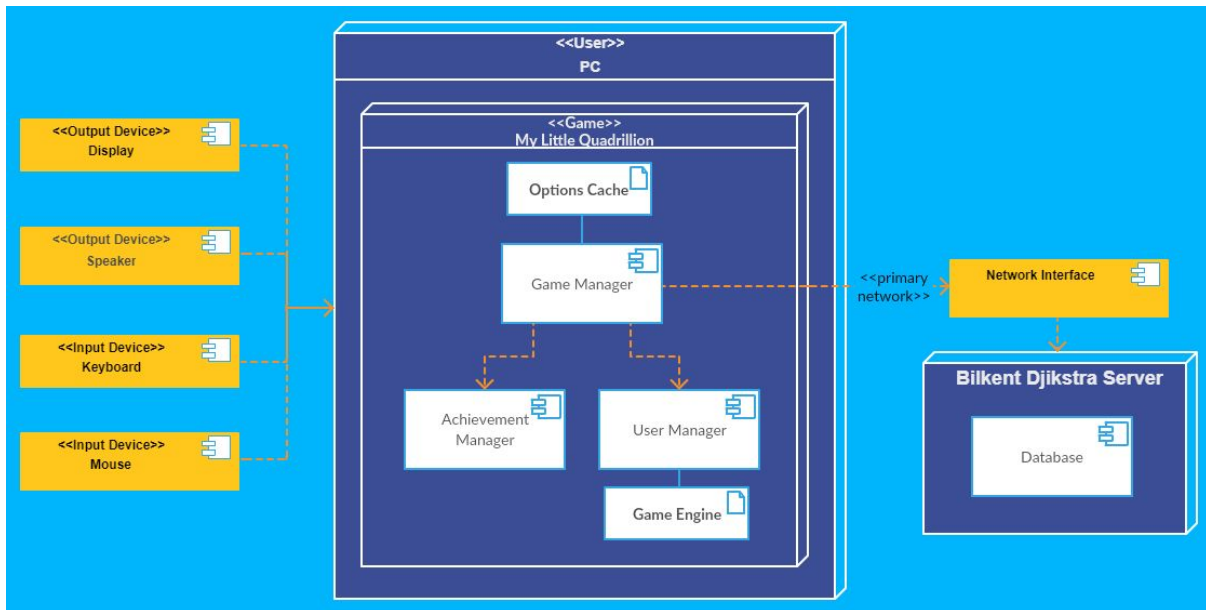 <<User>>
PC
<<Game>>
My Little Quadrillion
Options Cache
Game Manager
Achievement
Manager
User Manager
Game Engine
<<Output Device>>
Display
<<Output Device>>
Speaker
<<Input Device>>
Keyboard
<<Input Device>>
Mouse
<<primary
network>>
Network Interface
Bilkent Djikstra Server
Database